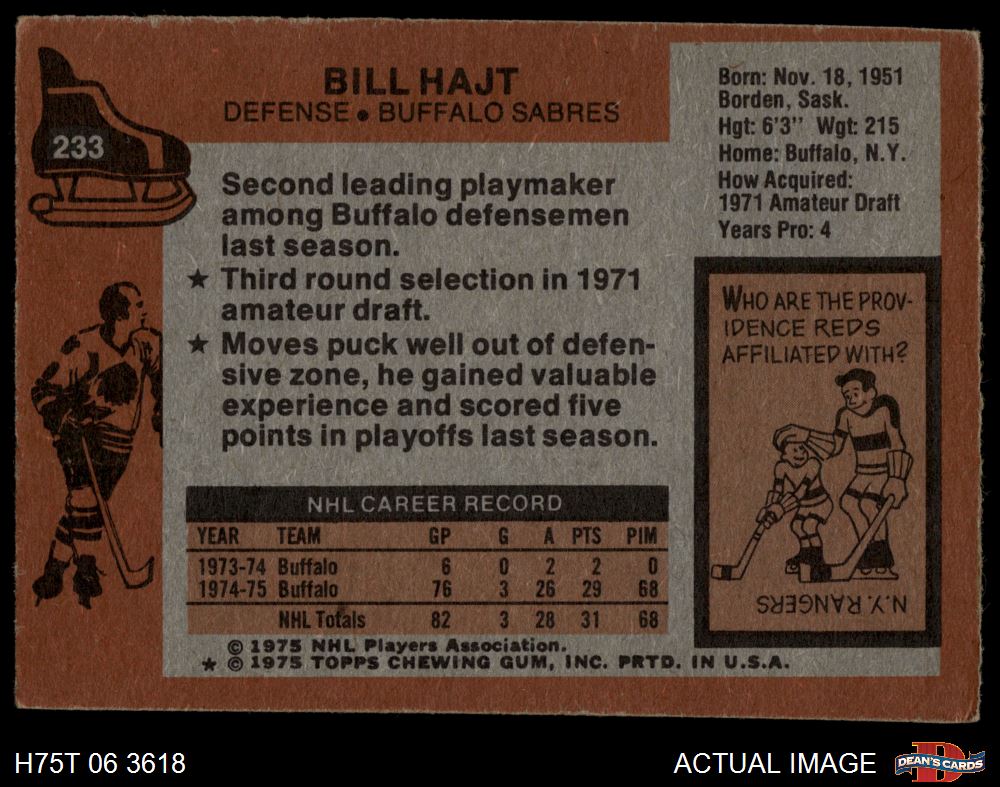 BILL HAJT
DEFENSE • BUFFALO SABRES
233
Born: Nov. 18, 1951
Borden, Sask.
Hgt: 6'3'' Wgt: 215
Home: Buffalo, N.Y.
How Acquired:
1971 Amateur Draft
Years Pro: 4
Second leading playmaker
among Buffalo defensemen
last season.
★ Third round selection in 1971
amateur draft.
★ Moves puck well out of defen-
sive zone, he gained valuable
experience and scored five
points in playoffs last season.
WHO ARE THE PROV-
IDENCE REDS
AFFILIATED WITH?
N.Y. RANGERS
NHL CAREER RECORD
YEAR TEAM GP G A PTS PIM
1973-74 Buffalo 6 0 2 2 0
1974-75 Buffalo 76 3 26 29 68
NHL Totals 82 3 28 31 68
© 1975 NHL Players Association.
★ © 1975 TOPPS CHEWING GUM, INC. PRTD. IN U.S.A.
H75T 06 3618
ACTUAL IMAGE
D
DEAN'S CARDS